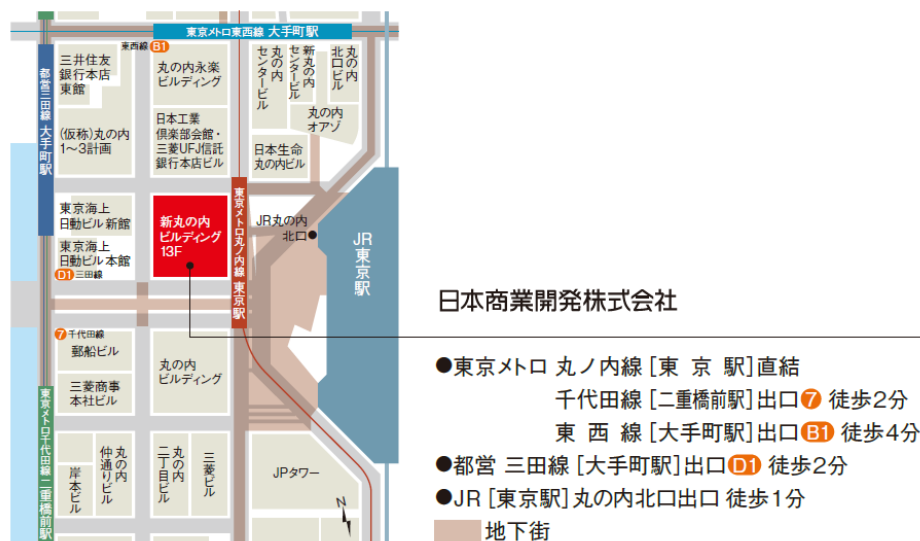 東京メトロ東西線 大手町駅
東西線 B1
都営三田線 大手町駅
三井住友
銀行本店
東館
丸の内永楽
ビルディング
丸の内
センタービル
新丸の内
センタービル
丸の内
北口ビル
丸の内
オアゾ
(仮称)丸の内
1〜3計画
日本工業
倶楽部会館・
三菱UFJ信託
銀行本店ビル
日本生命
丸の内ビル
東京海上
日動ビル 新館
新丸の内
ビルディング
13F
東京メトロ丸ノ内線 東京駅
JR丸の内
北口
JR東京駅
東京海上
日動ビル 本館
D1 三田線
7 千代田線
郵船ビル
丸の内
ビルディング
三菱商事
本社ビル
東京メトロ千代田線 二重橋前駅
岸本ビル
丸の内
仲通りビル
丸の内
二丁目ビル
三菱ビル
JPタワー
N
日本商業開発株式会社
●東京メトロ 丸ノ内線[東 京 駅]直結
千代田線[二重橋前駅]出口7 徒歩2分
東 西 線[大手町駅]出口B1 徒歩4分
●都営 三田線[大手町駅]出口D1 徒歩2分
●JR[東京駅]丸の内北口出口 徒歩1分
地下街